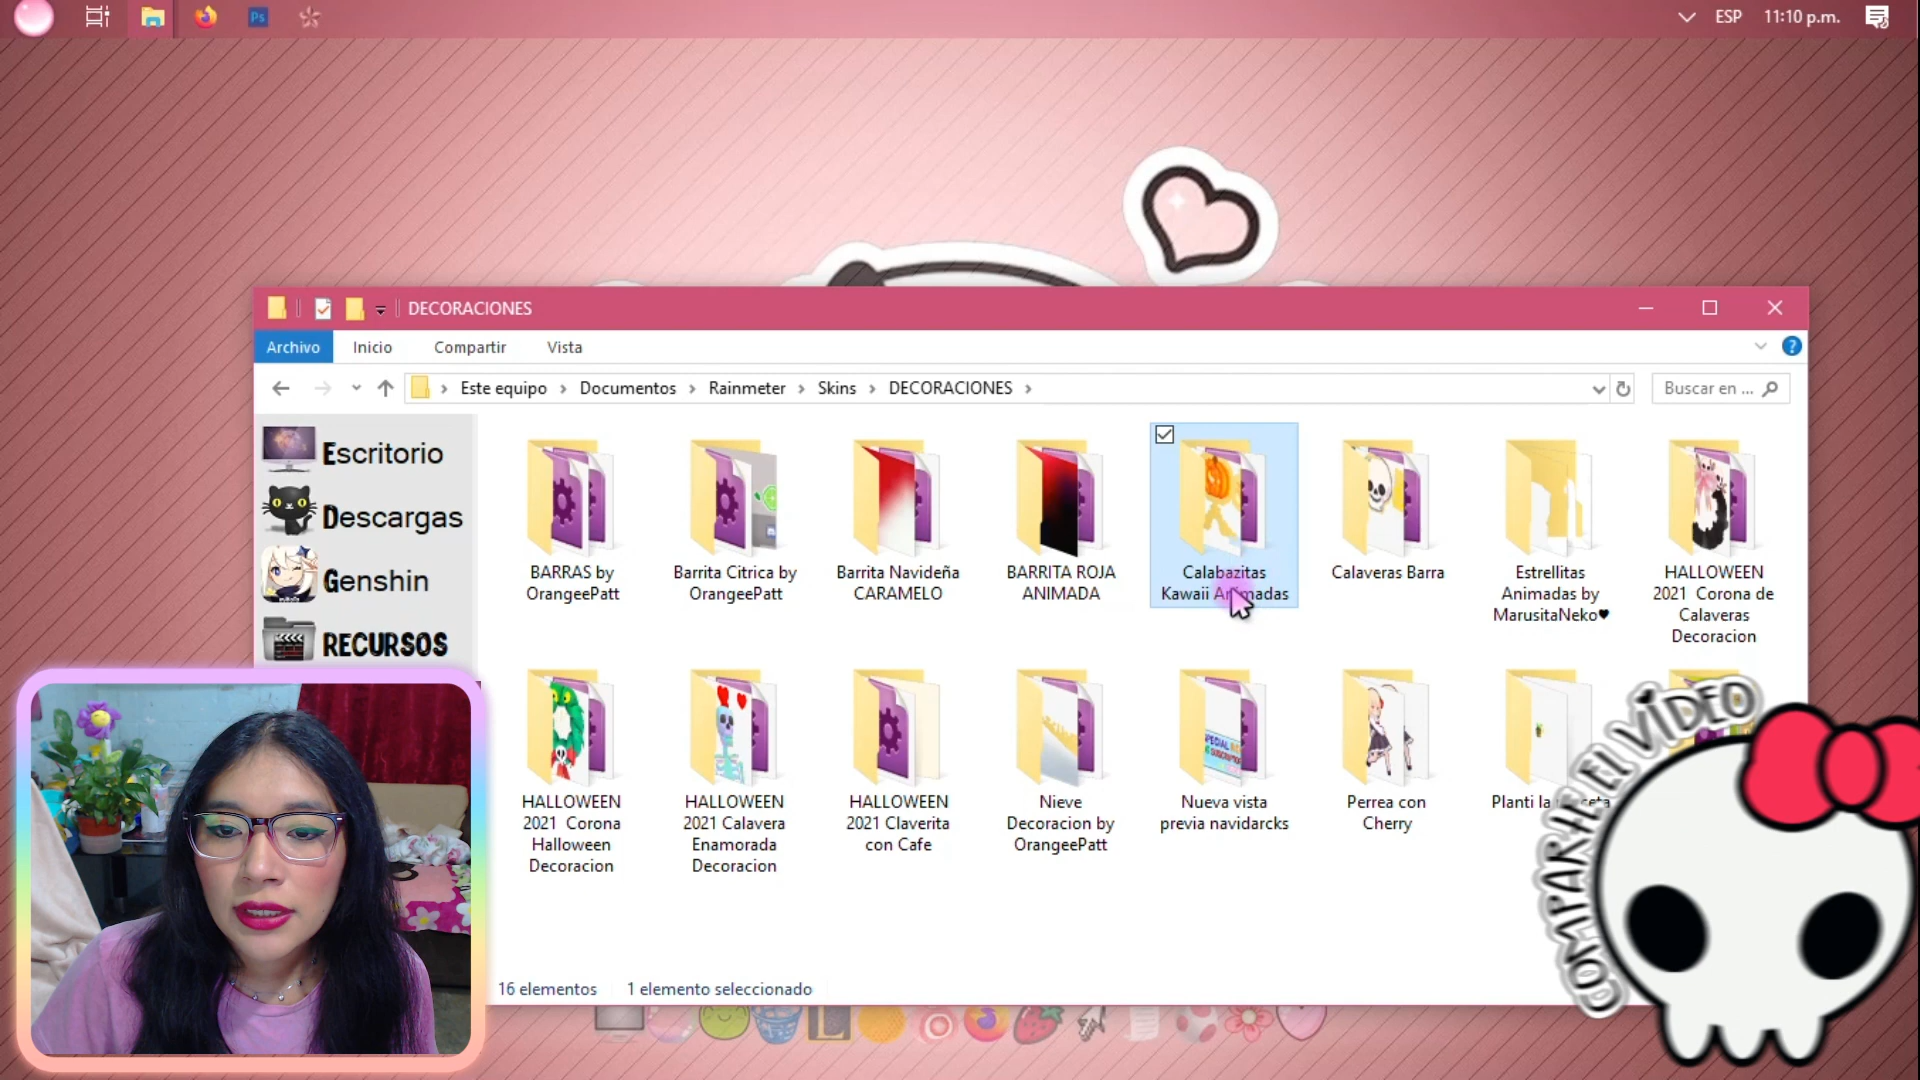 Ps
ESP
11:10 p.m.
DECORACIONES
Archivo
Inicio
Compartir
Vista
Este equipo
Documentos
Rainmeter
Skins
DECORACIONES
Buscar en ...
Escritorio
Descargas
Genshin
RECURSOS
BARRAS by
OrangeePatt
Barrita Citrica by
OrangeePatt
Barrita Navideña
CARAMELO
BARRITA ROJA
ANIMADA
Calabazitas
Kawaii Animadas
Calaveras Barra
Estrellitas
Animadas by
MarusitaNeko♥
HALLOWEEN
2021 Corona de
Calaveras
Decoracion
HALLOWEEN
2021 Corona
Halloween
Decoracion
HALLOWEEN
2021 Calavera
Enamorada
Decoracion
HALLOWEEN
2021 Claverita
con Cafe
Nieve
Decoracion by
OrangeePatt
Nueva vista
previa navidarcks
Perrea con
Cherry
Planti la
COMPARTE EL VÍDEO
16 elementos
1 elemento seleccionado